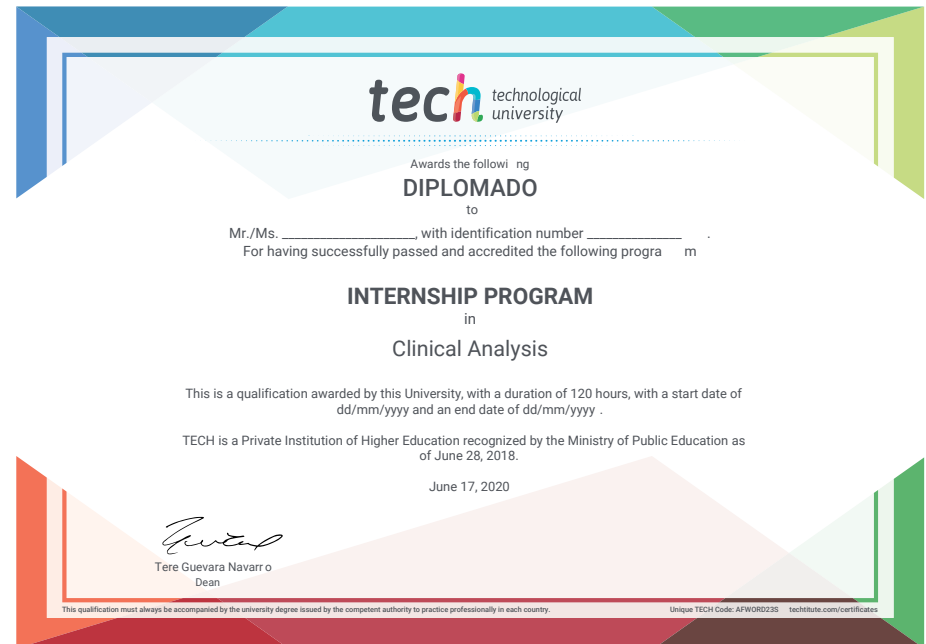 tech technological
university
Awards the followi ng
DIPLOMADO
to
Mr./Ms. ____________________, with identification number ______________ .
For having successfully passed and accredited the following progra m
INTERNSHIP PROGRAM
in
Clinical Analysis
This is a qualification awarded by this University, with a duration of 120 hours, with a start date of
dd/mm/yyyy and an end date of dd/mm/yyyy .
TECH is a Private Institution of Higher Education recognized by the Ministry of Public Education as
of June 28, 2018.
June 17, 2020
Tere Guevara Navarr o
Dean
This qualification must always be accompanied by the university degree issued by the competent authority to practice professionally in each country.
Unique TECH Code: AFWORD23S techtitute.com/certificates